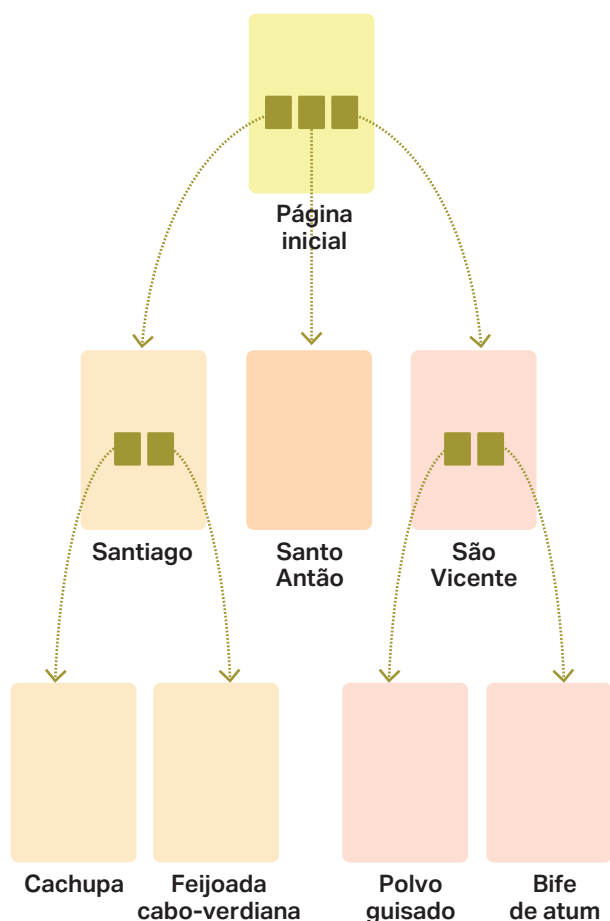 Página
inicial
Santiago
Santo
Antão
São
Vicente
Cachupa
Feijoada
cabo-verdiana
Polvo
guisado
Bife
de atum